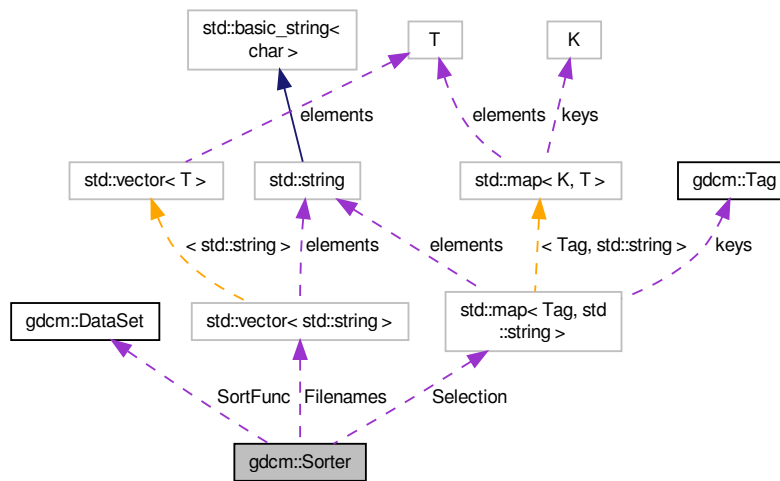 std::basic_string<
char >
T
K
elements
elements
keys
std::vector< T >
std::string
std::map< K, T >
gdcm::Tag
< std::string >
elements
elements
< Tag, std::string >
keys
gdcm::DataSet
std::vector< std::string >
std::map< Tag, std
::string >
SortFunc
Filenames
Selection
gdcm::Sorter